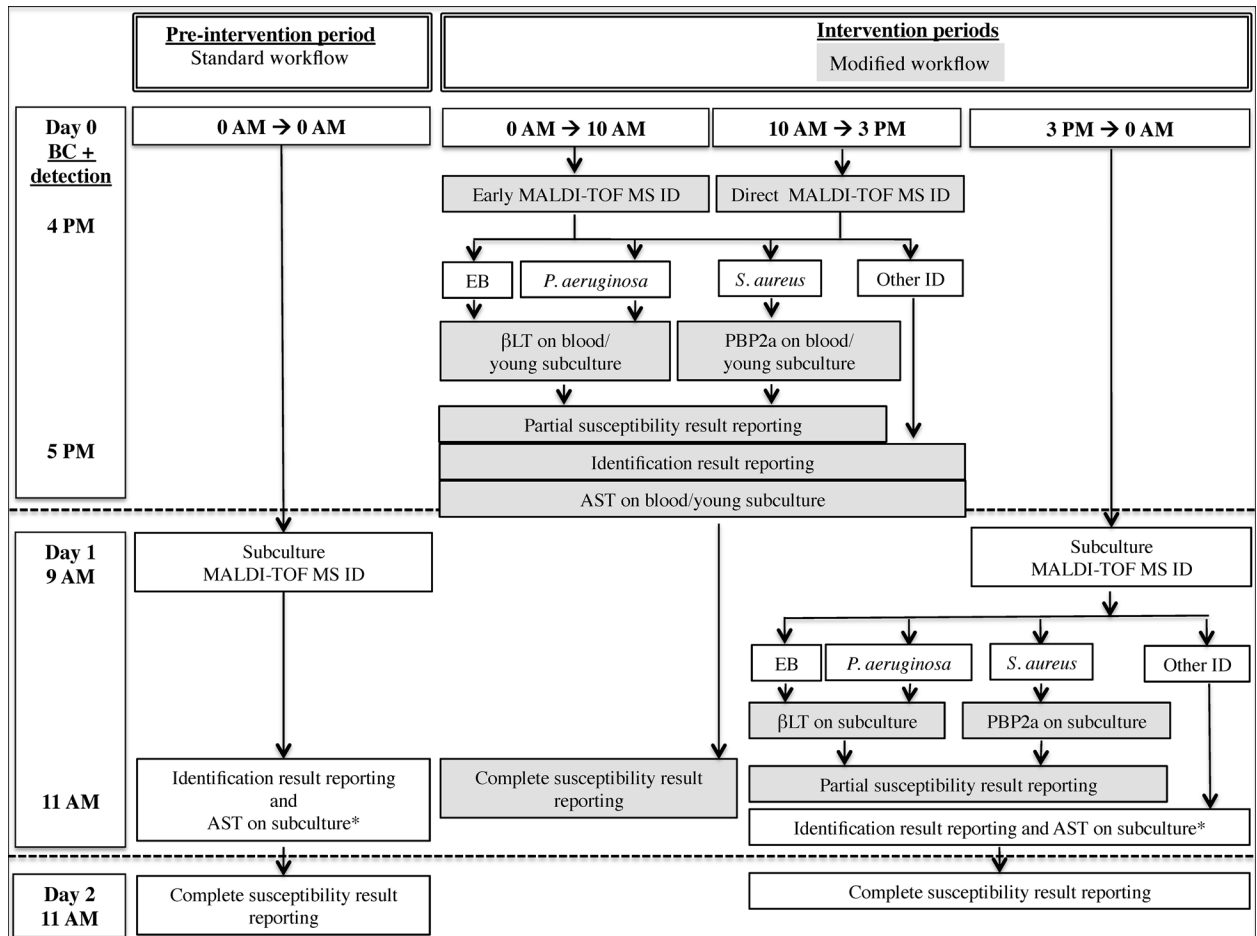 Pre-intervention period
Standard workflow
Intervention periods
Modified workflow
Day 0
BC +
detection
4 PM
5 PM
0 AM → 0 AM
0 AM → 10 AM
10 AM → 3 PM
3 PM → 0 AM
Early MALDI-TOF MS ID
Direct MALDI-TOF MS ID
EB
P. aeruginosa
S. aureus
Other ID
βLT on blood/
young subculture
PBP2a on blood/
young subculture
Partial susceptibility result reporting
Identification result reporting
AST on blood/young subculture
Day 1
9 AM
11 AM
Subculture
MALDI-TOF MS ID
Subculture
MALDI-TOF MS ID
EB
P. aeruginosa
S. aureus
Other ID
βLT on subculture
PBP2a on subculture
Identification result reporting
and
AST on subculture*
Complete susceptibility result
reporting
Partial susceptibility result reporting
Identification result reporting and AST on subculture*
Day 2
11 AM
Complete susceptibility result
reporting
Complete susceptibility result reporting